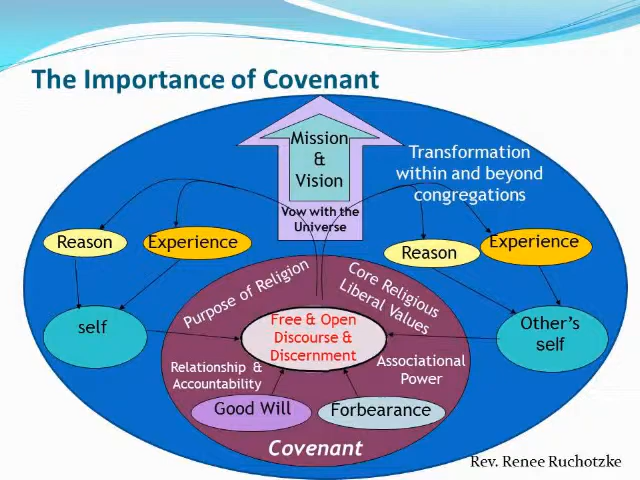 The Importance of Covenant
Mission
&
Vision
Vow with the
Universe
Transformation
within and beyond
congregations
Reason
Experience
Reason
Experience
Purpose of Religion
Core Religious
Liberal Values
self
Free & Open
Discourse &
Discernment
Other's
self
Relationship &
Accountability
Associational
Power
Good Will
Forbearance
Covenant
Rev. Renee Ruchotzke